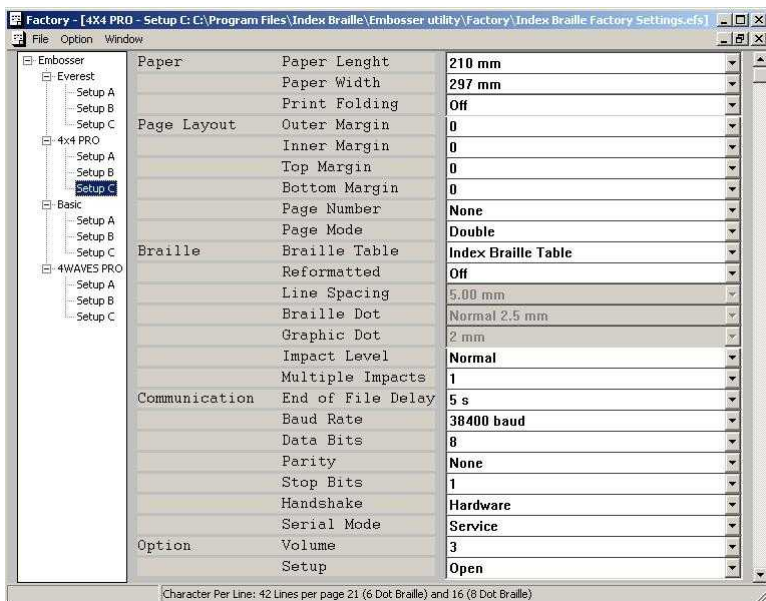 Factory - [4X4 PRO - Setup C: C:\Program Files\Index Braille\Embosser utility\Factory\Index Braille Factory Settings.efs]
File Option Window
Embosser
Everest
Setup A
Setup B
Setup C
4x4 PRO
Setup A
Setup B
Setup C
Basic
Setup A
Setup B
Setup C
4WAVES PRO
Setup A
Setup B
Setup C
Paper Paper Lenght 210 mm
Paper Width 297 mm
Print Folding Off
Page Layout Outer Margin 0
Inner Margin 0
Top Margin 0
Bottom Margin 0
Page Number None
Page Mode Double
Braille Braille Table Index Braille Table
Reformatted Off
Line Spacing 5.00 mm
Braille Dot Normal 2.5 mm
Graphic Dot 2 mm
Impact Level Normal
Multiple Impacts 1
Communication End of File Delay 5 s
Baud Rate 38400 baud
Data Bits 8
Parity None
Stop Bits 1
Handshake Hardware
Serial Mode Service
Option Volume 3
Setup Open
Character Per Line: 42 Lines per page 21 (6 Dot Braille) and 16 (8 Dot Braille)